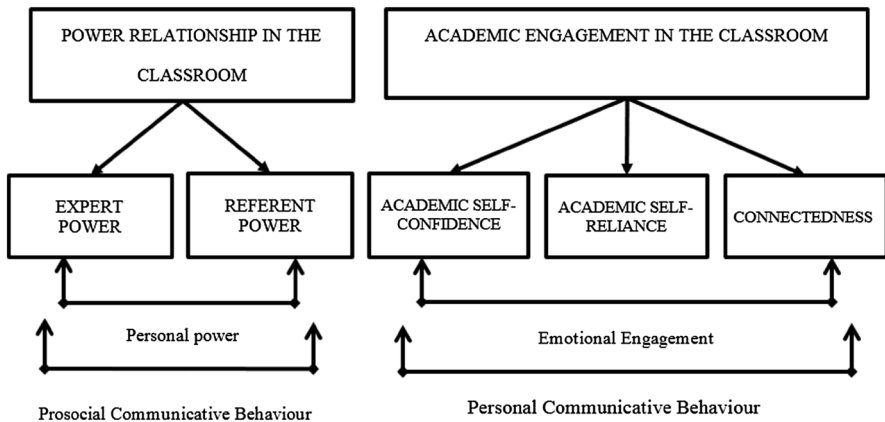 POWER RELATIONSHIP IN THE
CLASSROOM
ACADEMIC ENGAGEMENT IN THE CLASSROOM
EXPERT
POWER
REFERENT
POWER
ACADEMIC SELF-
CONFIDENCE
ACADEMIC SELF-
RELIANCE
CONNECTEDNESS
Personal power
Emotional Engagement
Prosocial Communicative Behaviour
Personal Communicative Behaviour